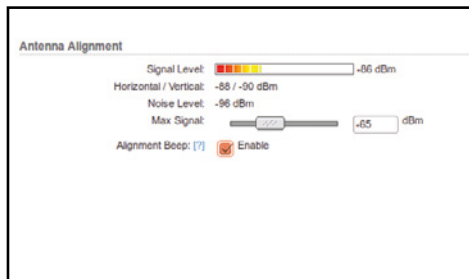 Antenna Alignment
Signal Level: -86 dBm
Horizontal / Vertical: -88 / -90 dBm
Noise Level: -96 dBm
Max Signal: -65 dBm
Alignment Beep: [?] Enable